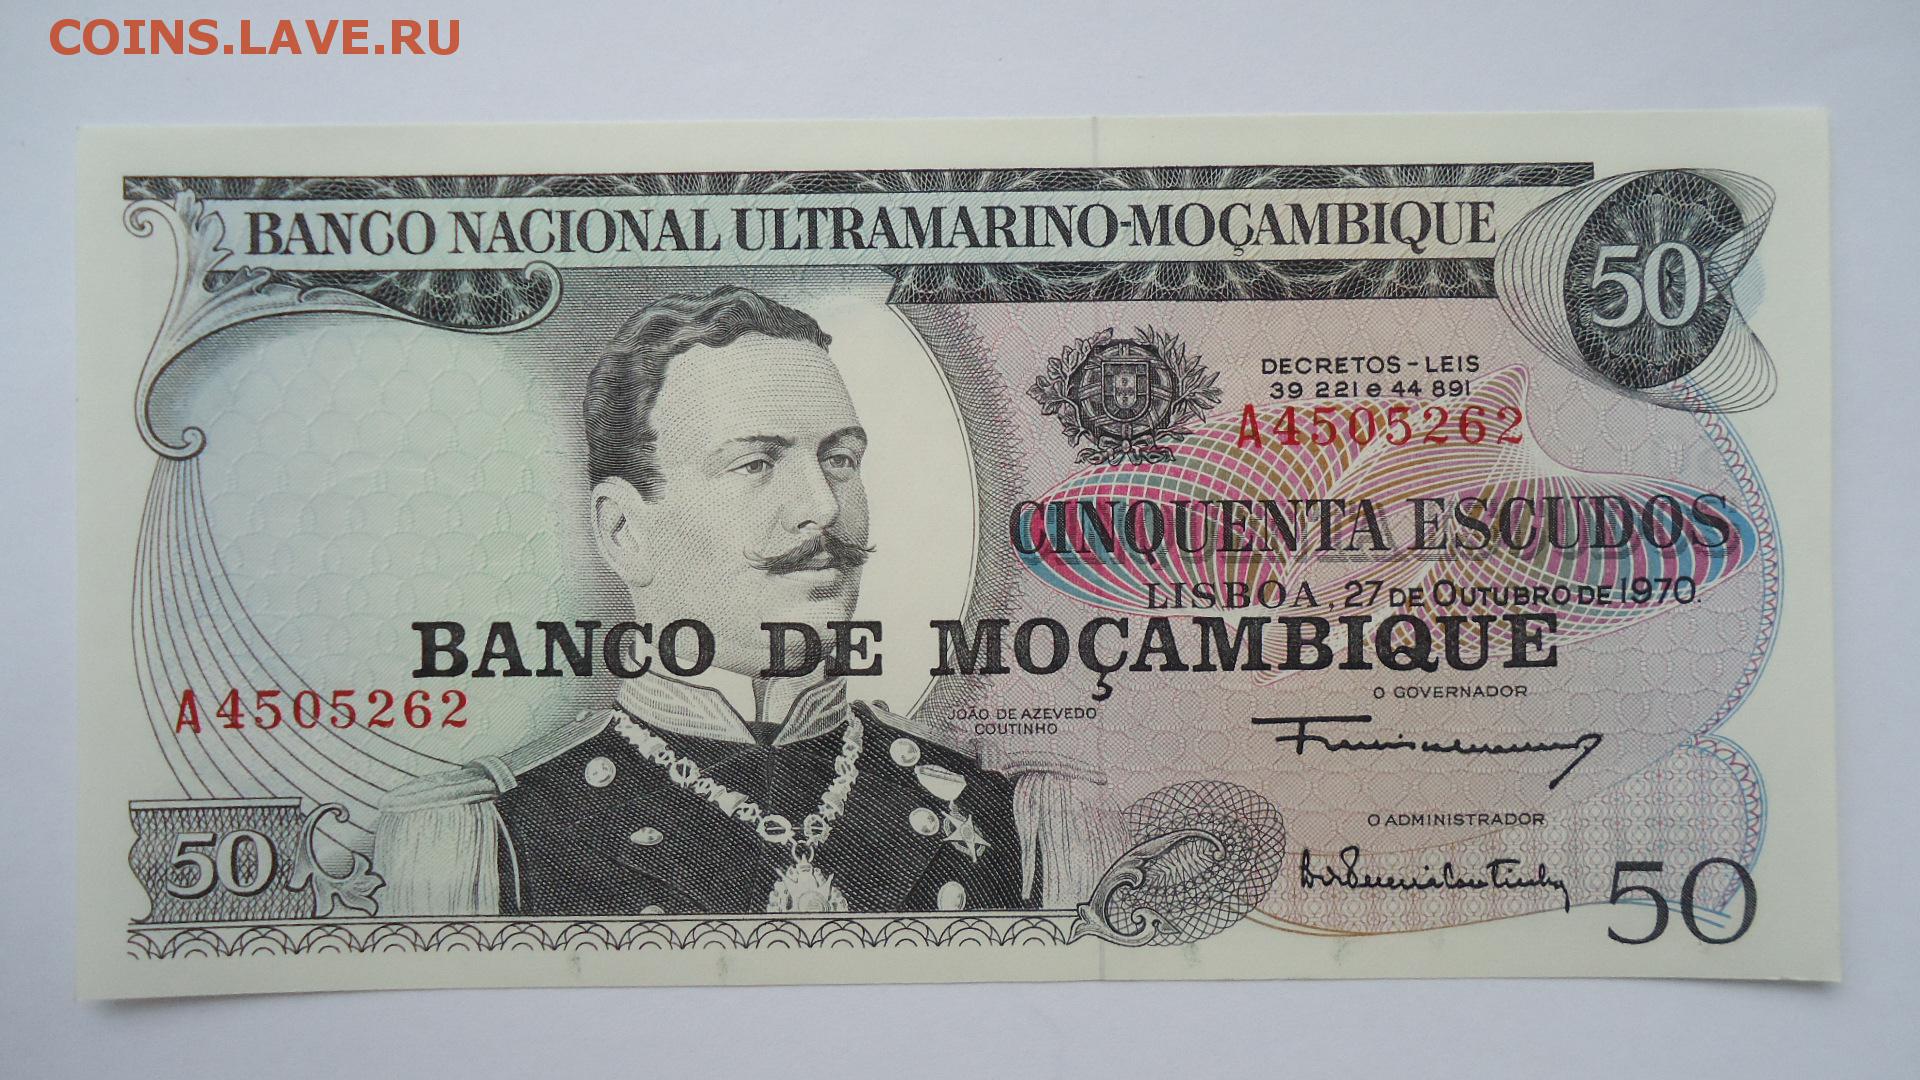 COINS.LAVE.RU
BANCO NACIONAL ULTRAMARINO-MOÇAMBIQUE
50
DECRETOS-LEIS
39 221 e 44 891
A4505262
CINQUENTA ESCUDOS
LISBOA, 27 DE OUTUBRO DE 1970.
BANCO DE MOÇAMBIQUE
A4505262
JOÃO DE AZEVEDO
COUTINHO
O GOVERNADOR
O ADMINISTRADOR
50
50